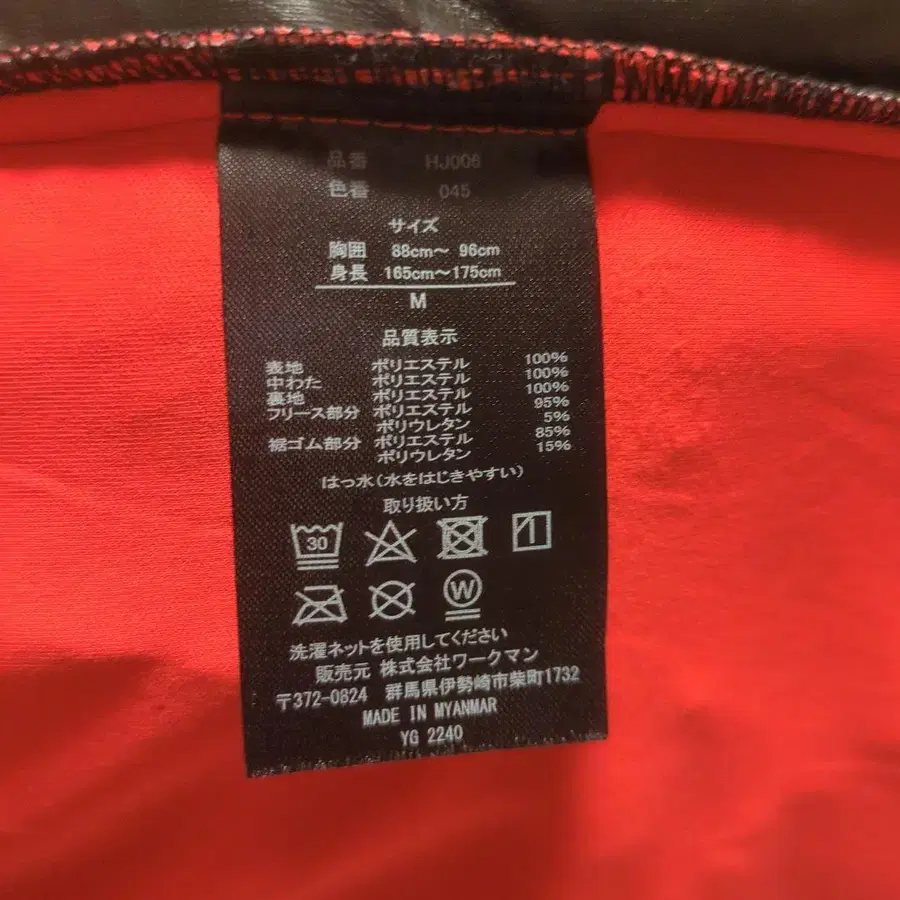 品番 HJ006
色番 045
サイズ
胸囲 88cm〜 96cm
身長 165cm〜175cm
M
品質表示
表地 ポリエステル 100%
中わた ポリエステル 100%
裏地 ポリエステル 100%
フリース部分 ポリエステル 95%
ポリウレタン 5%
裾ゴム部分 ポリエステル 85%
ポリウレタン 15%
はっ水(水をはじきやすい)
取り扱い方
30
W
洗濯ネットを使用してください
販売元 株式会社ワークマン
〒372-0824 群馬県伊勢崎市柴町1732
MADE IN MYANMAR
YG 2240